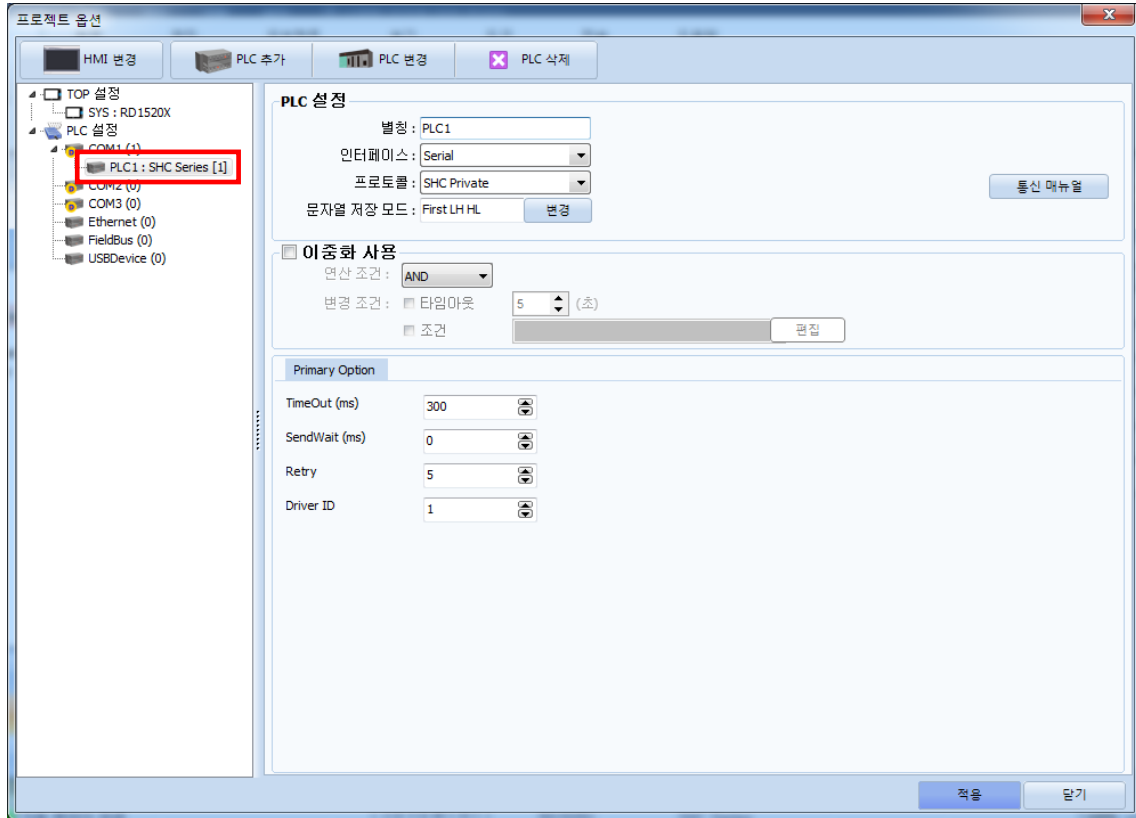 프로젝트 옵션
x
HMI 변경
PLC 추가
PLC 변경
PLC 삭제
TOP 설정
SYS : RD1520X
PLC 설정
COM1 (1)
PLC1 : SHC Series [1]
COM2 (0)
COM3 (0)
Ethernet (0)
FieldBus (0)
USBDevice (0)
PLC 설정
별칭 : PLC1
인터페이스 : Serial
프로토콜 : SHC Private
통신 매뉴얼
문자열 저장 모드 : First LH HL 변경
이중화 사용
연산 조건 : AND
변경 조건 : 타임아웃 5 (초)
조건 편집
Primary Option
TimeOut (ms) 300
SendWait (ms) 0
Retry 5
Driver ID 1
적용 닫기